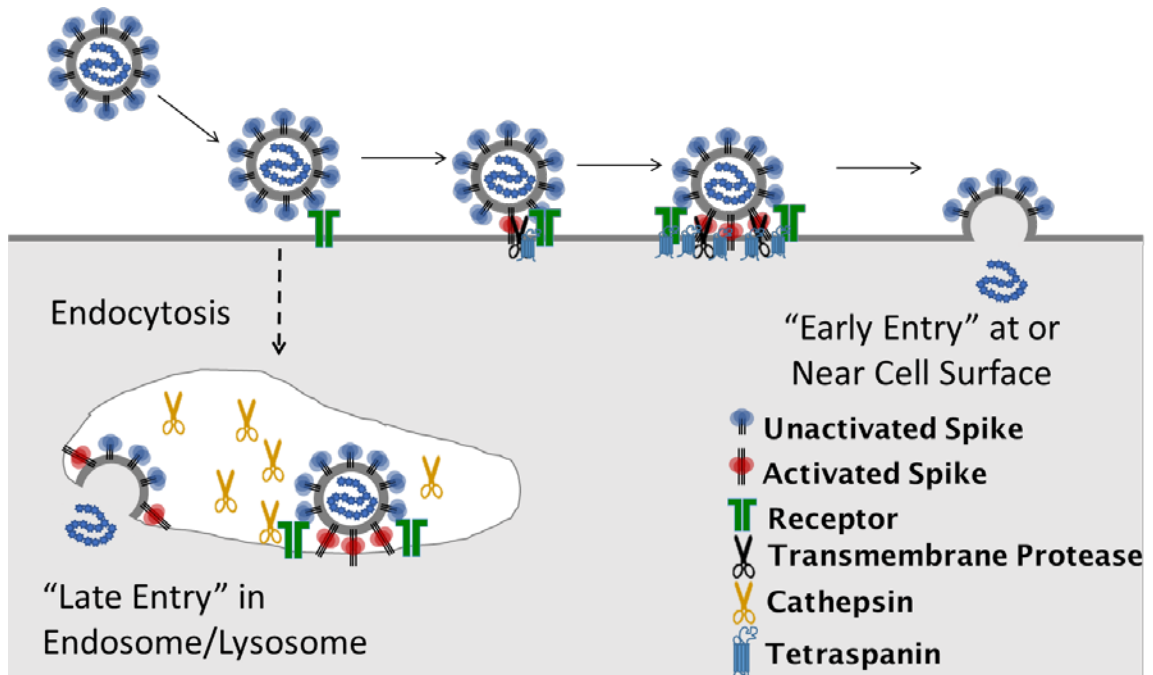 Endocytosis
“Early Entry” at or
Near Cell Surface
Unactivated Spike
Activated Spike
Receptor
Transmembrane Protease
Cathepsin
Tetraspanin
“Late Entry” in
Endosome/Lysosome